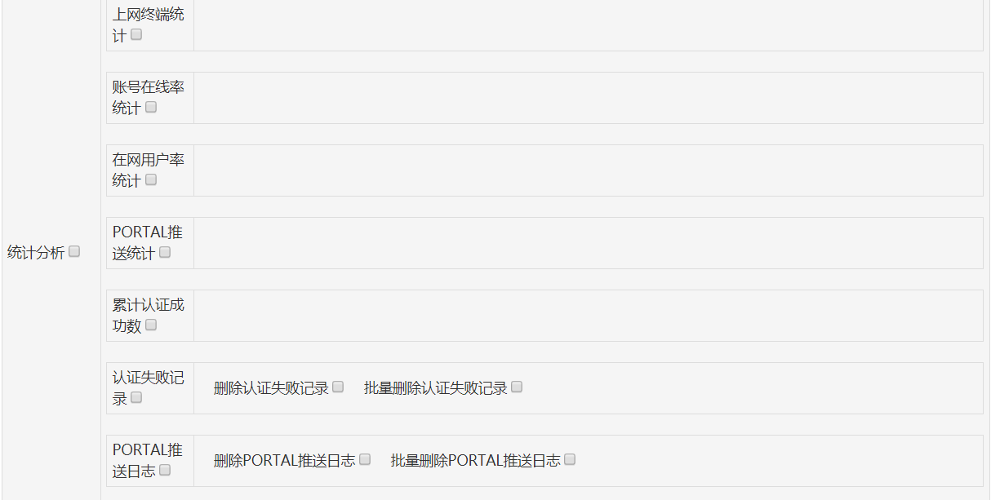 上网终端统
计
账号在线率
统计
在网用户率
统计
PORTAL推
送统计
统计分析
累计认证成
功数
认证失败记
录
删除认证失败记录 批量删除认证失败记录
PORTAL推
送日志
删除PORTAL推送日志 批量删除PORTAL推送日志